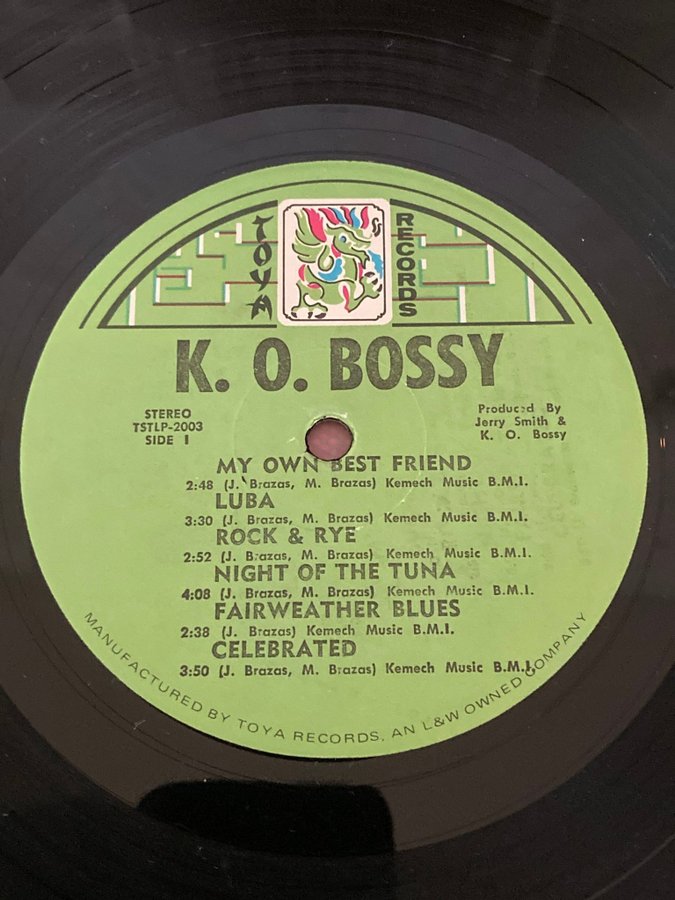 TOYA RECORDS
K. O. BOSSY
STEREO
TSTLP-2003
SIDE 1
Produced By
Jerry Smith &
K. O. Bossy
MY OWN BEST FRIEND
2:48 (J. Brazas, M. Brazas) Kemech Music B.M.I.
LUBA
3:30 (J. Brazas, M. Brazas) Kemech Music B.M.I.
ROCK & RYE
2:52 (J. Brazas, M. Brazas) Kemech Music B.M.I.
NIGHT OF THE TUNA
4:08 (J. Brazas, M. Brazas) Kemech Music B.M.I.
FAIRWEATHER BLUES
2:38 (J. Brazas) Kemech Music B.M.I.
CELEBRATED
3:50 (J. Brazas, M. Brazas) Kemech Music B.M.I.
MANUFACTURED BY TOYA RECORDS, AN L&W OWNED COMPANY